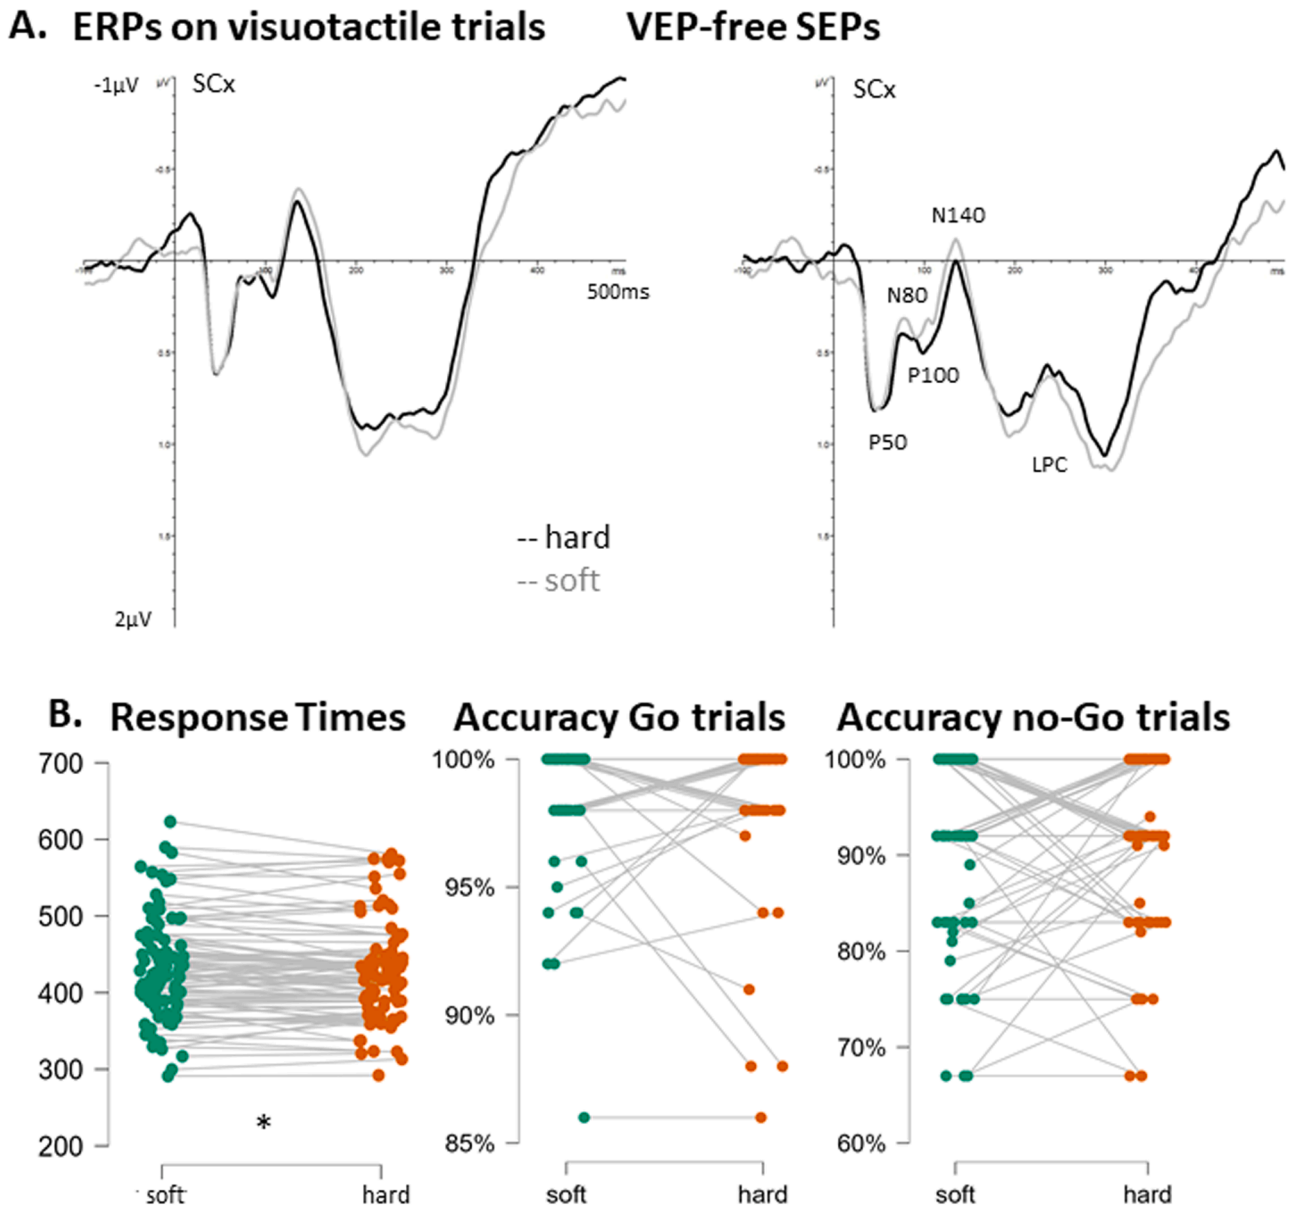 A. ERPs on visuotactile trials VEP-free SEPs
-1µV µV SCx µV SCx
-0.5 -0.5
N140
-100 100 200 300 400 ms -100 100 200 300 400 ms
500ms
N80
0.5 0.5
P100
1.0 P50 1.0
LPC
1.5 -- hard 1.5
-- soft
2µV
B. Response Times Accuracy Go trials Accuracy no-Go trials
700 100% 100%
600
95% 90%
500
400 80%
90%
300 70%
*
200 85% 60%
soft hard soft hard soft hard